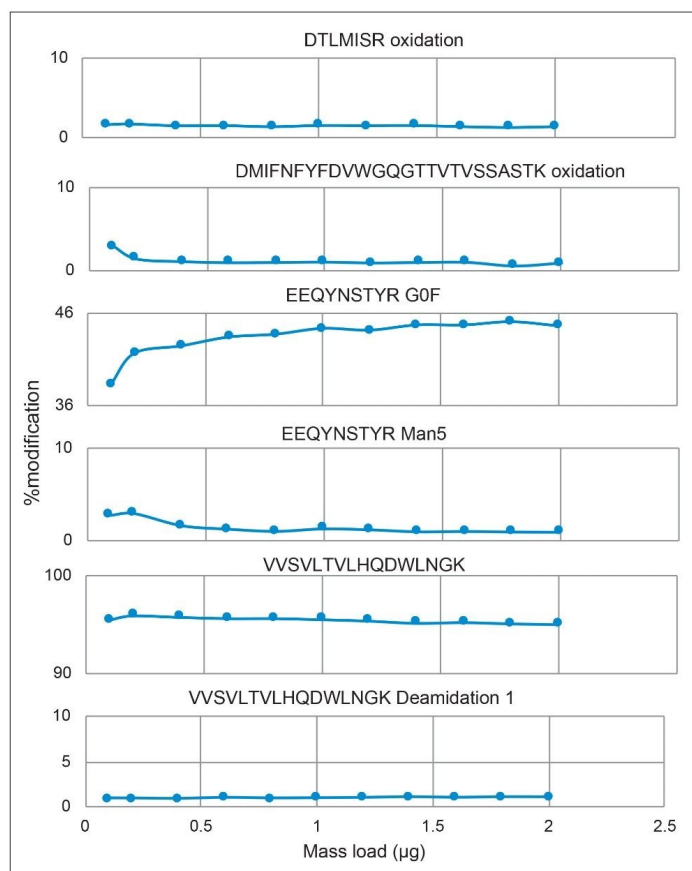 DTLMISR oxidation
10
0
DMIFNFYFDVWGQGTTVTVSSASTK oxidation
10
0
EEQYNSTYR G0F
46
36
%modification
EEQYNSTYR Man5
10
0
VVSVLTVLHQDWLNGK
100
90
VVSVLTVLHQDWLNGK Deamidation 1
10
5
0
0 0.5 1 1.5 2 2.5
Mass load (μg)